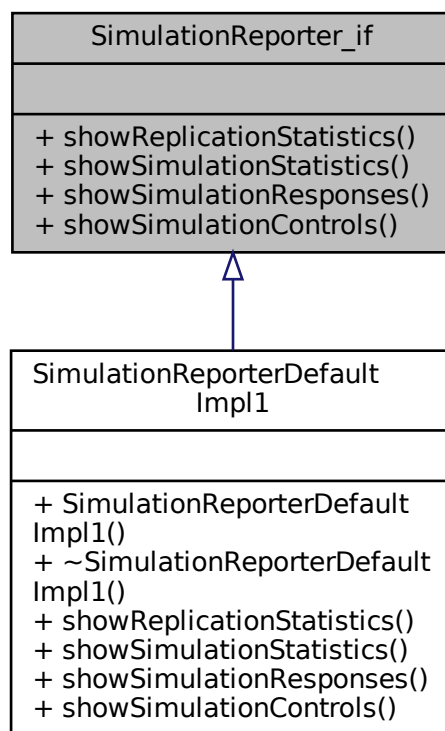 SimulationReporter_if
+ showReplicationStatistics()
+ showSimulationStatistics()
+ showSimulationResponses()
+ showSimulationControls()
SimulationReporterDefault
Impl1
+ SimulationReporterDefault
Impl1()
+ ~SimulationReporterDefault
Impl1()
+ showReplicationStatistics()
+ showSimulationStatistics()
+ showSimulationResponses()
+ showSimulationControls()